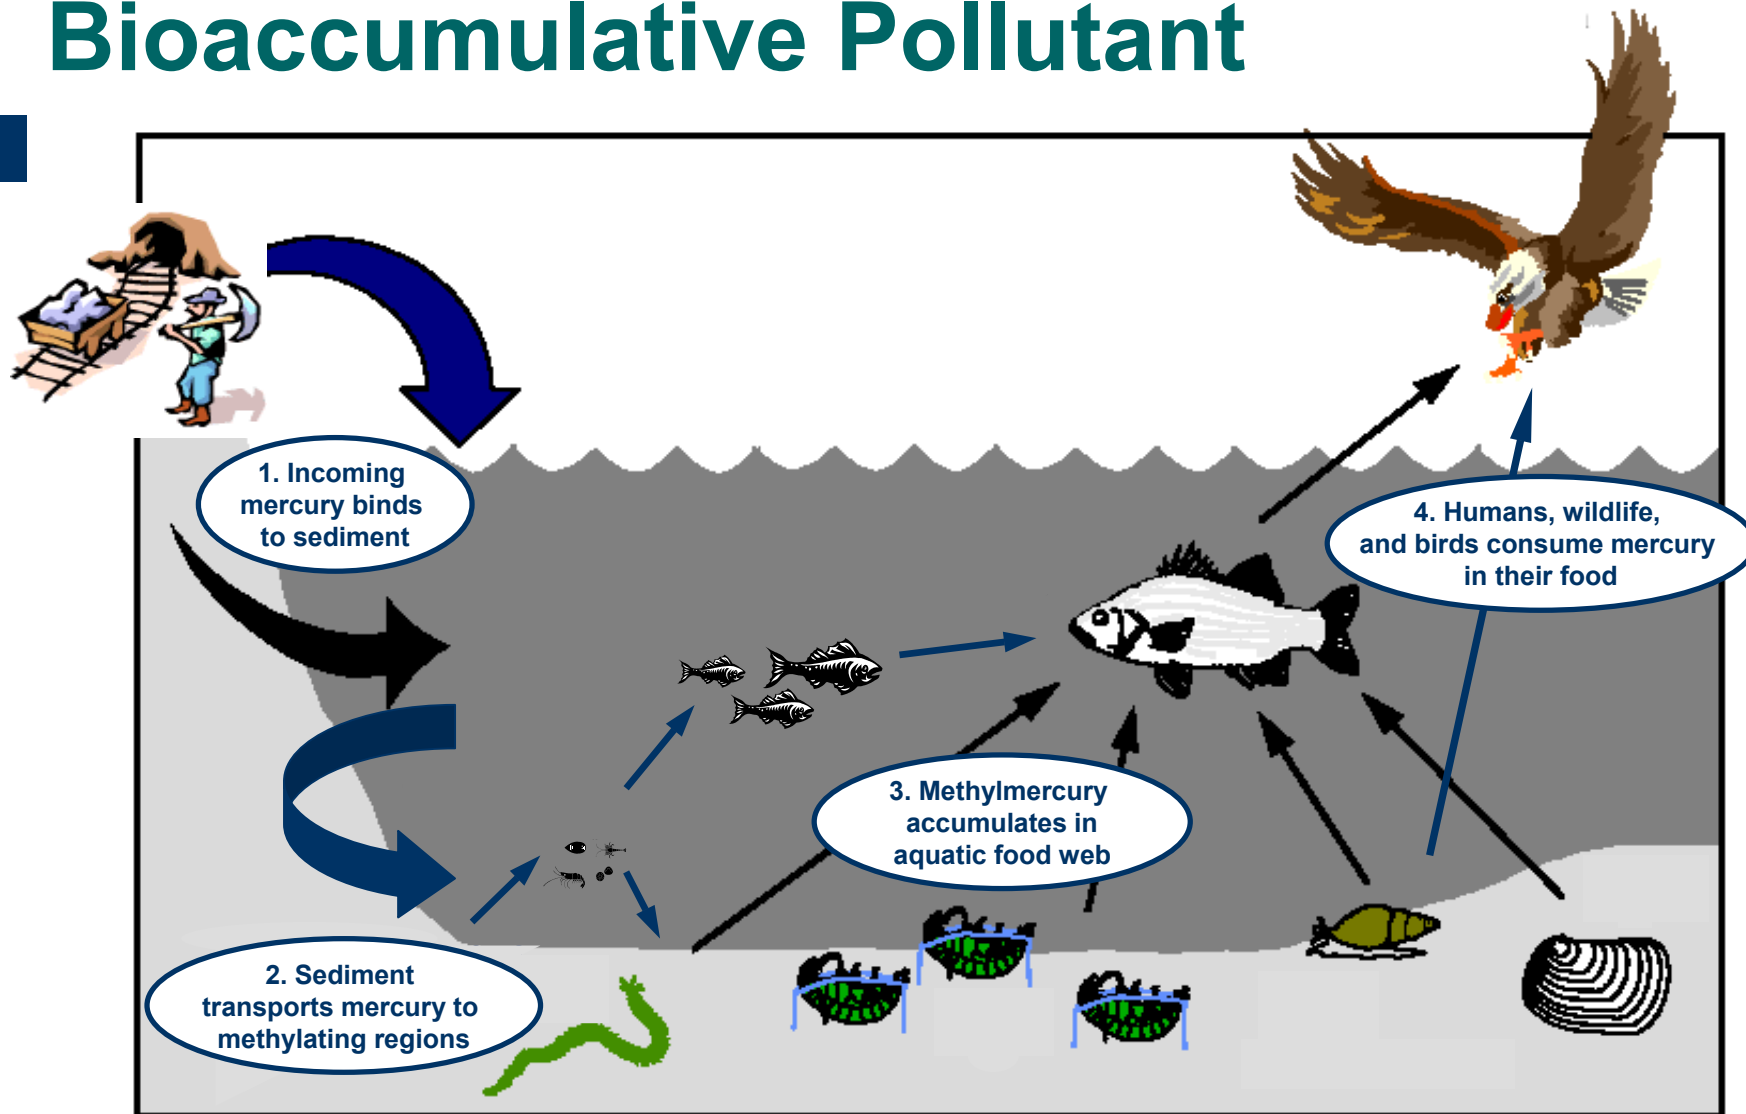 Bioaccumulative Pollutant
1. Incoming
mercury binds
to sediment
4. Humans, wildlife,
and birds consume mercury
in their food
3. Methylmercury
accumulates in
aquatic food web
2. Sediment
transports mercury to
methylating regions